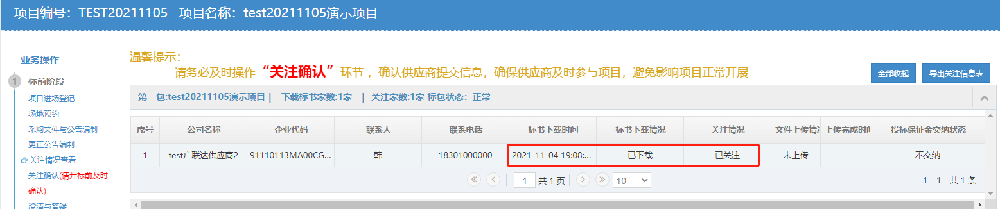 项目编号：TEST20211105 项目名称：test20211105演示项目
业务操作
1 标前阶段
项目进场登记
场地预约
采购文件与公告编制
更正公告编制
关注情况查看
关注确认(请开标前及时
确认)
澄清与答疑
温馨提示：
请务必及时操作“关注确认”环节，确认供应商提交信息，确保供应商及时参与项目，避免影响项目正常开展
全部收起 导出关注信息表
第一包:test20211105演示项目 | 下载标书家数:1家 | 关注家数:1家 标包状态：正常
序号 公司名称 企业代码 联系人 联系电话 标书下载时间 标书下载情况 关注情况 文件上传情况 上传完成时间 投标保证金交纳状态
1 test广联达供应商2 91110113MA00CG... 韩 18301000000 2021-11-04 19:08:... 已下载 已关注 未上传 不交纳
1 共 1 页 10 1 - 1 共 1 条